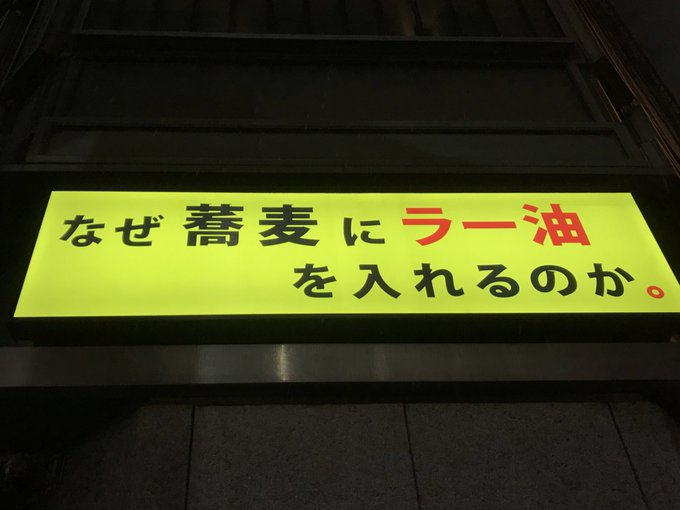 なぜ蕎麦にラー油
を入れるのか。